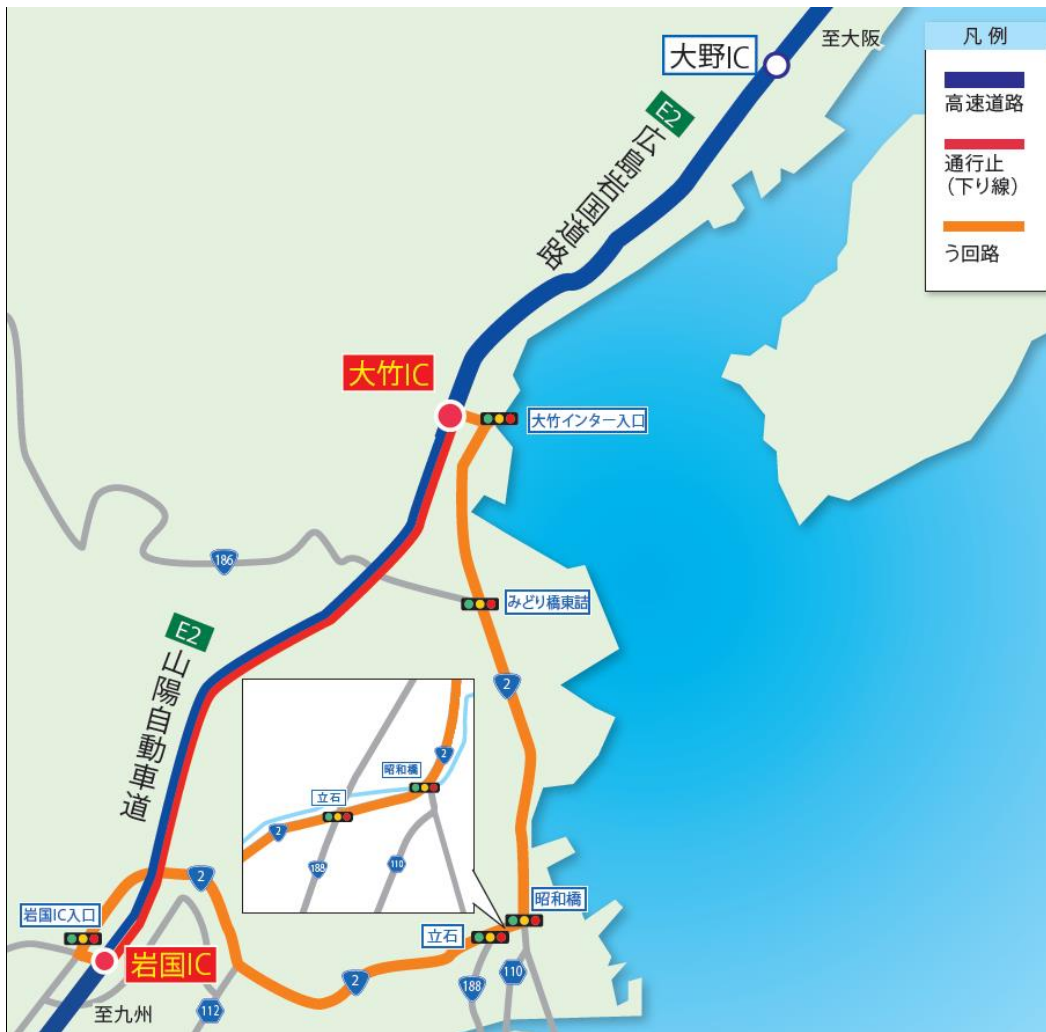 至大阪
大野IC
凡例
高速道路
通行止
(下り線)
う回路
E2
広島岩国道路
大竹IC
大竹インター入口
186
みどり橋東詰
E2
山陽自動車道
2
2
昭和橋
立石
2
188
110
2
岩国IC入口
昭和橋
立石
岩国IC
2
188
110
112
至九州